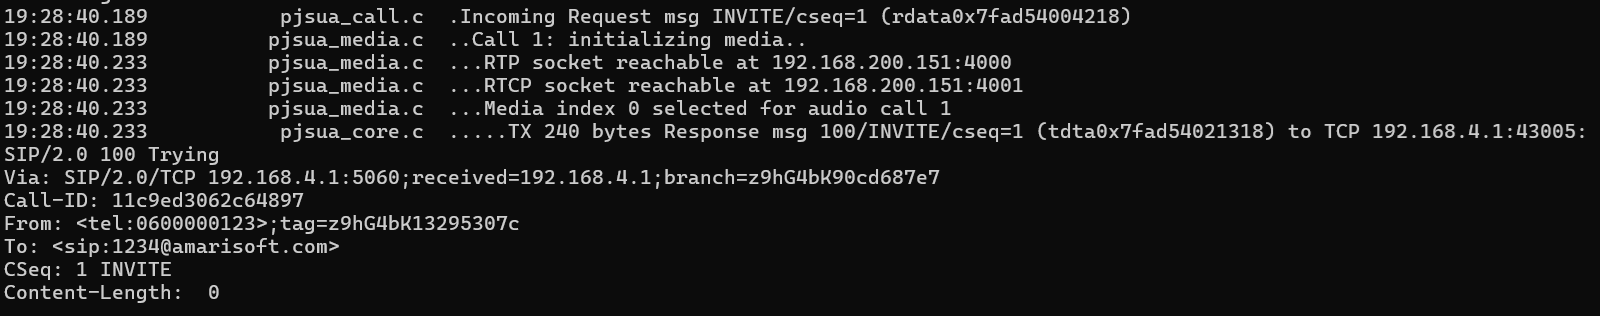 19:28:40.189           pjsua_call.c  .Incoming Request msg INVITE/cseq=1 (rdata0x7fad54004218)
19:28:40.189          pjsua_media.c  ..Call 1: initializing media..
19:28:40.233          pjsua_media.c  ...RTP socket reachable at 192.168.200.151:4000
19:28:40.233          pjsua_media.c  ...RTCP socket reachable at 192.168.200.151:4001
19:28:40.233          pjsua_media.c  ...Media index 0 selected for audio call 1
19:28:40.233           pjsua_core.c  .....TX 240 bytes Response msg 100/INVITE/cseq=1 (tdta0x7fad54021318) to TCP 192.168.4.1:43005:
SIP/2.0 100 Trying
Via: SIP/2.0/TCP 192.168.4.1:5060;received=192.168.4.1;branch=z9hG4bK90cd687e7
Call-ID: 11c9ed3062c64897
From: <tel:0600000123>;tag=z9hG4bK13295307c
To: <sip:1234@amarisoft.com>
CSeq: 1 INVITE
Content-Length:  0